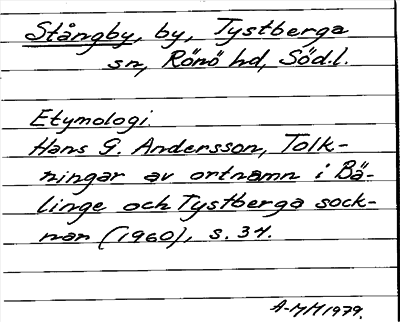 Stångby, by, Tystberga
sn, Rönö hd, Söd.l.
Etymologi
Hans G. Andersson, Tolk-
ningar av ortnamn i Bä-
linge och Tystberga sock-
nar (1960), s. 34.
A-MM 1979.